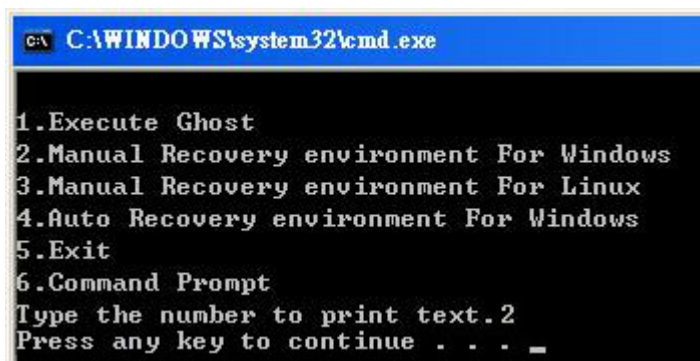 C:\WINDOWS\system32\cmd.exe
1.Execute Ghost
2.Manual Recovery environment For Windows
3.Manual Recovery environment For Linux
4.Auto Recovery environment For Windows
5.Exit
6.Command Prompt
Type the number to print text.2
Press any key to continue . . . _